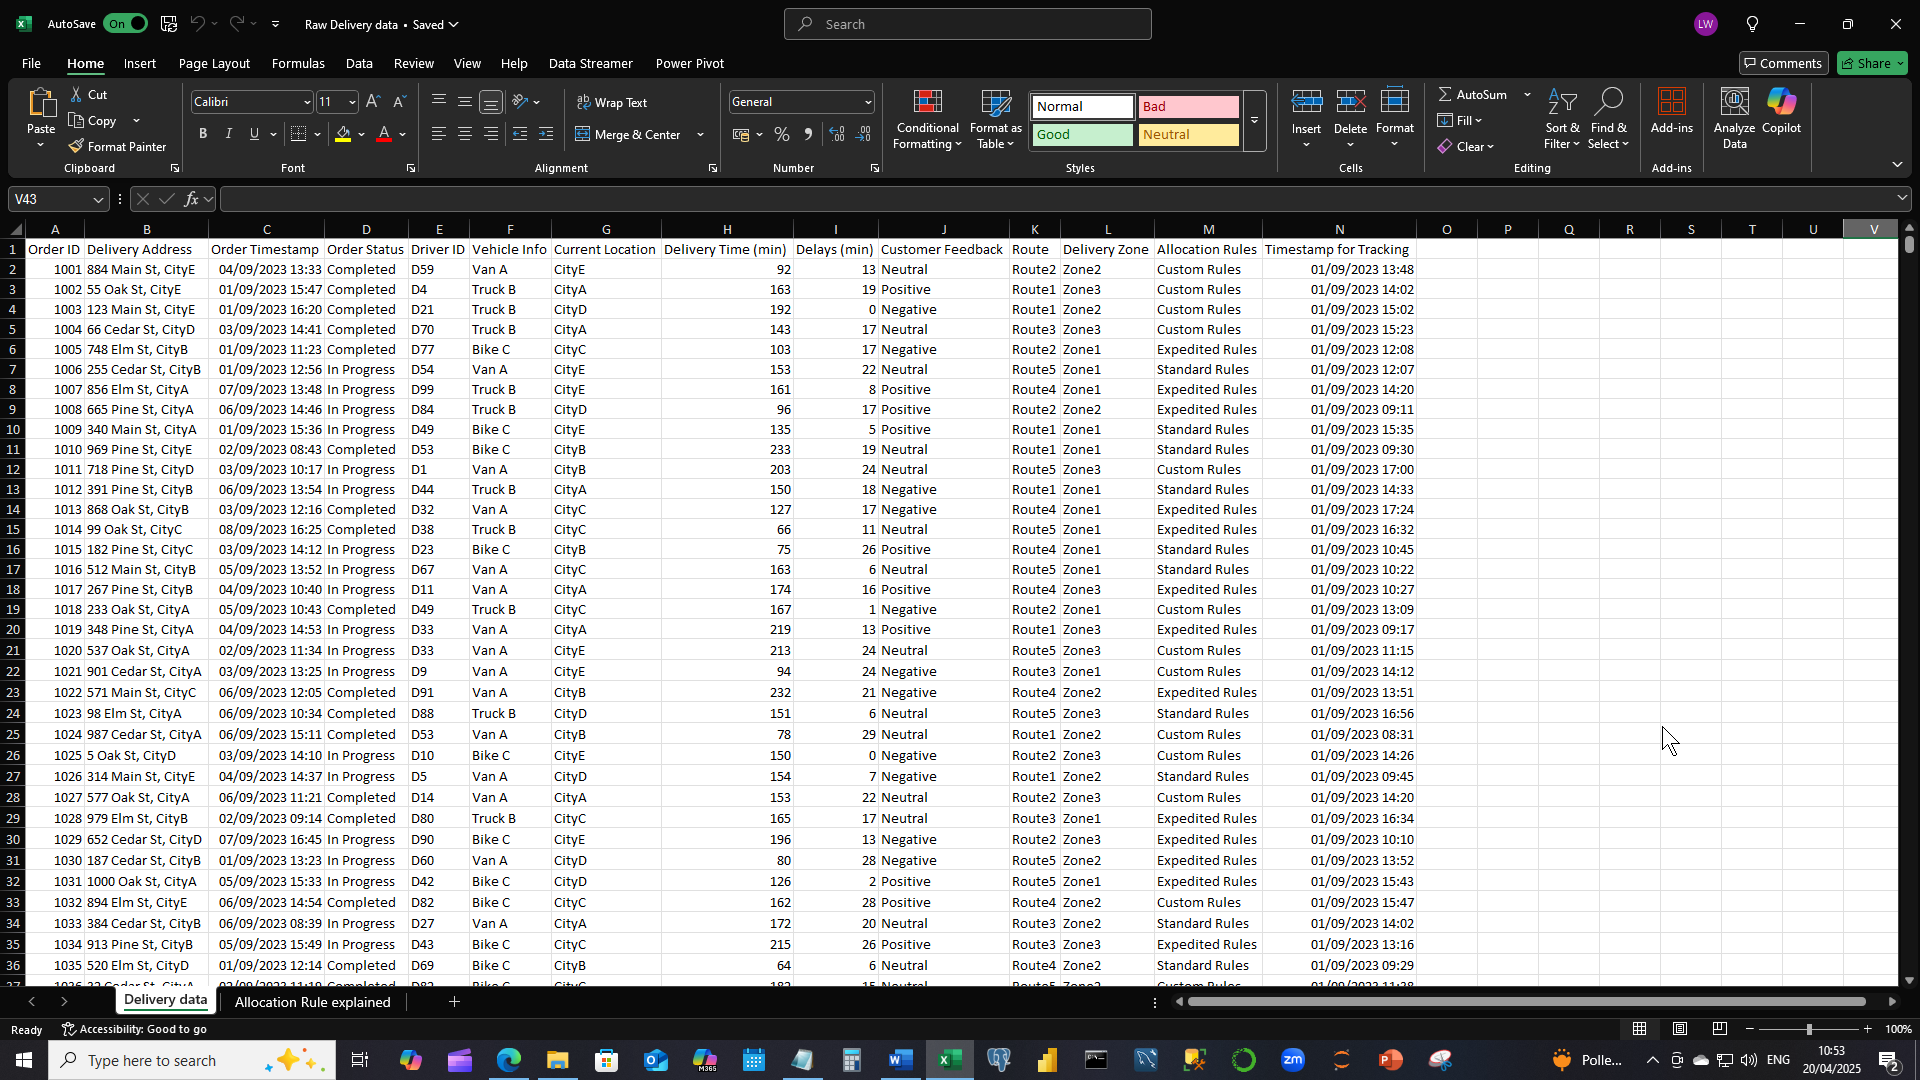 AutoSave On Raw Delivery data • Saved Search LW
File Home Insert Page Layout Formulas Data Review View Help Data Streamer Power Pivot Comments Share
Paste Cut Copy Format Painter Clipboard
Calibri 11 B I U A Font
Wrap Text Merge & Center Alignment
General % Number
Conditional Formatting Format as Table Normal Bad Good Neutral Styles
Insert Delete Format Cells
AutoSum Fill Clear Sort & Filter Find & Select Editing
Add-ins Add-ins
Analyze Data Copilot
V43 fx
A B C D E F G H I J K L M N O P Q R S T U V
1 Order ID Delivery Address Order Timestamp Order Status Driver ID Vehicle Info Current Location Delivery Time (min) Delays (min) Customer Feedback Route Delivery Zone Allocation Rules Timestamp for Tracking
2 1001 884 Main St, CityE 04/09/2023 13:33 Completed D59 Van A CityE 92 13 Neutral Route2 Zone2 Custom Rules 01/09/2023 13:48
3 1002 55 Oak St, CityE 01/09/2023 15:47 Completed D4 Truck B CityA 163 19 Positive Route1 Zone3 Custom Rules 01/09/2023 14:02
4 1003 123 Main St, CityE 01/09/2023 16:20 Completed D21 Truck B CityD 192 0 Negative Route1 Zone2 Custom Rules 01/09/2023 15:02
5 1004 66 Cedar St, CityD 03/09/2023 14:41 Completed D70 Truck B CityA 143 17 Neutral Route3 Zone3 Custom Rules 01/09/2023 15:23
6 1005 748 Elm St, CityB 01/09/2023 11:23 Completed D77 Bike C CityC 103 17 Negative Route2 Zone1 Expedited Rules 01/09/2023 12:08
7 1006 255 Cedar St, CityB 01/09/2023 12:56 In Progress D54 Van A CityE 153 22 Neutral Route5 Zone1 Standard Rules 01/09/2023 12:07
8 1007 856 Elm St, CityA 07/09/2023 13:48 In Progress D99 Truck B CityE 161 8 Positive Route4 Zone1 Expedited Rules 01/09/2023 14:20
9 1008 665 Pine St, CityA 06/09/2023 14:46 In Progress D84 Truck B CityD 96 17 Positive Route2 Zone2 Expedited Rules 01/09/2023 09:11
10 1009 340 Main St, CityA 01/09/2023 15:36 In Progress D49 Bike C CityE 135 5 Positive Route1 Zone1 Standard Rules 01/09/2023 15:35
11 1010 969 Pine St, CityE 02/09/2023 08:43 Completed D53 Bike C CityB 233 19 Neutral Route1 Zone1 Standard Rules 01/09/2023 09:30
12 1011 718 Pine St, CityD 03/09/2023 10:17 In Progress D1 Van A CityB 203 24 Neutral Route5 Zone3 Custom Rules 01/09/2023 17:00
13 1012 391 Pine St, CityB 06/09/2023 13:54 In Progress D44 Truck B CityA 150 18 Negative Route1 Zone1 Standard Rules 01/09/2023 14:33
14 1013 868 Oak St, CityB 03/09/2023 12:16 Completed D32 Van A CityC 127 17 Negative Route4 Zone1 Expedited Rules 01/09/2023 17:24
15 1014 99 Oak St, CityC 08/09/2023 16:25 Completed D38 Truck B CityC 66 11 Neutral Route5 Zone1 Expedited Rules 01/09/2023 16:32
16 1015 182 Pine St, CityC 03/09/2023 14:12 In Progress D23 Bike C CityB 75 26 Positive Route4 Zone1 Standard Rules 01/09/2023 10:45
17 1016 512 Main St, CityB 05/09/2023 13:52 In Progress D67 Van A CityC 163 6 Neutral Route5 Zone1 Standard Rules 01/09/2023 10:22
18 1017 267 Pine St, CityB 04/09/2023 10:40 In Progress D11 Van A CityA 174 16 Positive Route4 Zone3 Expedited Rules 01/09/2023 10:27
19 1018 233 Oak St, CityA 05/09/2023 10:43 Completed D49 Truck B CityC 167 1 Negative Route2 Zone1 Custom Rules 01/09/2023 13:09
20 1019 348 Pine St, CityA 04/09/2023 14:53 In Progress D33 Van A CityA 219 13 Positive Route1 Zone3 Expedited Rules 01/09/2023 09:17
21 1020 537 Oak St, CityA 02/09/2023 11:34 In Progress D33 Van A CityE 213 24 Neutral Route5 Zone3 Custom Rules 01/09/2023 11:15
22 1021 901 Cedar St, CityA 03/09/2023 13:25 In Progress D9 Van A CityE 94 24 Negative Route3 Zone1 Custom Rules 01/09/2023 14:12
23 1022 571 Main St, CityC 06/09/2023 12:05 Completed D91 Van A CityB 232 21 Negative Route4 Zone2 Expedited Rules 01/09/2023 13:51
24 1023 98 Elm St, CityA 06/09/2023 10:34 Completed D88 Truck B CityD 151 6 Neutral Route5 Zone3 Standard Rules 01/09/2023 16:56
25 1024 987 Cedar St, CityA 06/09/2023 15:11 Completed D53 Van A CityB 78 29 Neutral Route1 Zone2 Custom Rules 01/09/2023 08:31
26 1025 5 Oak St, CityD 03/09/2023 14:10 In Progress D10 Bike C CityE 150 0 Negative Route2 Zone3 Custom Rules 01/09/2023 14:26
27 1026 314 Main St, CityE 04/09/2023 14:37 In Progress D5 Van A CityD 154 7 Negative Route1 Zone2 Standard Rules 01/09/2023 09:45
28 1027 577 Oak St, CityA 06/09/2023 11:21 Completed D14 Van A CityA 153 22 Neutral Route2 Zone3 Custom Rules 01/09/2023 14:20
29 1028 979 Elm St, CityB 02/09/2023 09:14 Completed D80 Truck B CityC 165 17 Neutral Route3 Zone1 Expedited Rules 01/09/2023 16:34
30 1029 652 Cedar St, CityD 07/09/2023 16:45 In Progress D90 Bike C CityE 196 13 Negative Route2 Zone3 Expedited Rules 01/09/2023 10:10
31 1030 187 Cedar St, CityB 01/09/2023 13:23 In Progress D60 Van A CityD 80 28 Negative Route5 Zone2 Expedited Rules 01/09/2023 13:52
32 1031 1000 Oak St, CityA 05/09/2023 15:33 In Progress D42 Bike C CityD 126 2 Positive Route5 Zone1 Expedited Rules 01/09/2023 15:43
33 1032 894 Elm St, CityE 06/09/2023 14:54 Completed D82 Bike C CityC 162 28 Positive Route4 Zone2 Custom Rules 01/09/2023 15:47
34 1033 384 Cedar St, CityB 06/09/2023 08:39 In Progress D27 Van A CityA 172 20 Neutral Route3 Zone2 Standard Rules 01/09/2023 14:02
35 1034 913 Pine St, CityB 05/09/2023 15:49 In Progress D43 Bike C CityC 215 26 Positive Route3 Zone3 Expedited Rules 01/09/2023 13:16
36 1035 520 Elm St, CityD 01/09/2023 12:14 Completed D69 Bike C CityB 64 6 Neutral Route4 Zone2 Standard Rules 01/09/2023 09:29
Delivery data Allocation Rule explained
Ready Accessibility: Good to go 100%
Type here to search M365 zm Polle... ENG 10:53
20/04/2025 2